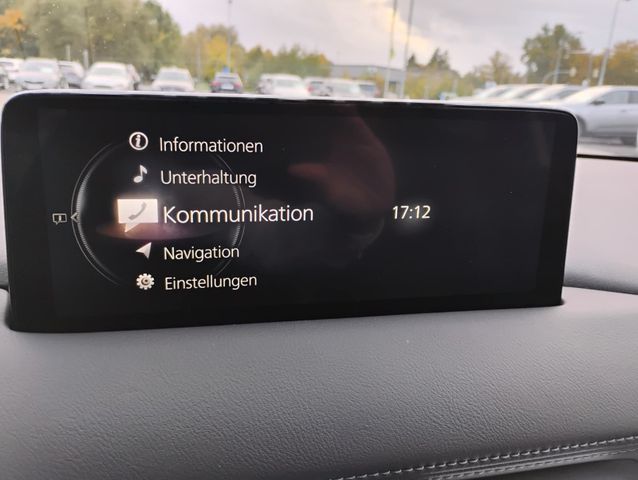 Informationen
Unterhaltung
Kommunikation 17:12
Navigation
Einstellungen